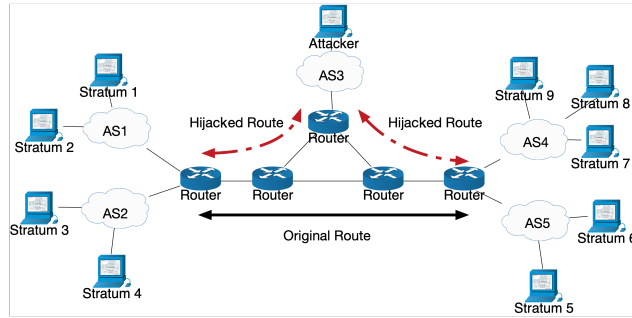 Attacker
AS3
Stratum 1
Stratum 2
AS1
Hijacked Route
Hijacked Route
Router
Stratum 9
Stratum 8
AS4
Stratum 7
Router
Router
Router
Router
Stratum 3
AS2
Original Route
AS5
Stratum 6
Stratum 4
Stratum 5